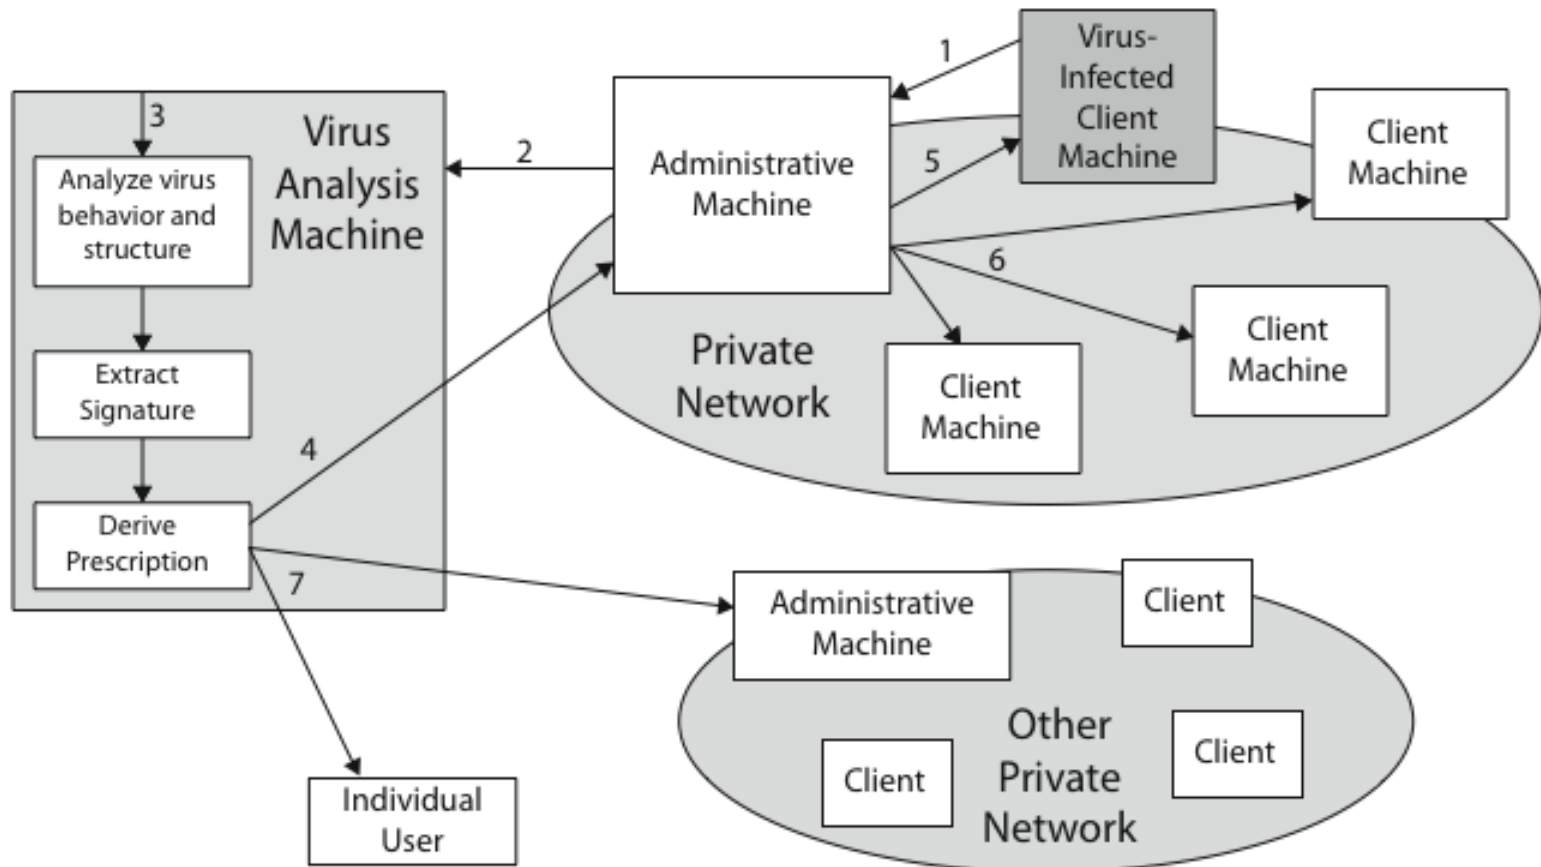 3
Virus
Analysis
Machine
Analyze virus
behavior and
structure
Extract
Signature
Derive
Prescription
2
4
7
1
5
6
Administrative
Machine
Virus-
Infected
Client
Machine
Client
Machine
Client
Machine
Client
Machine
Private
Network
Administrative
Machine
Client
Client
Client
Other
Private
Network
Individual
User